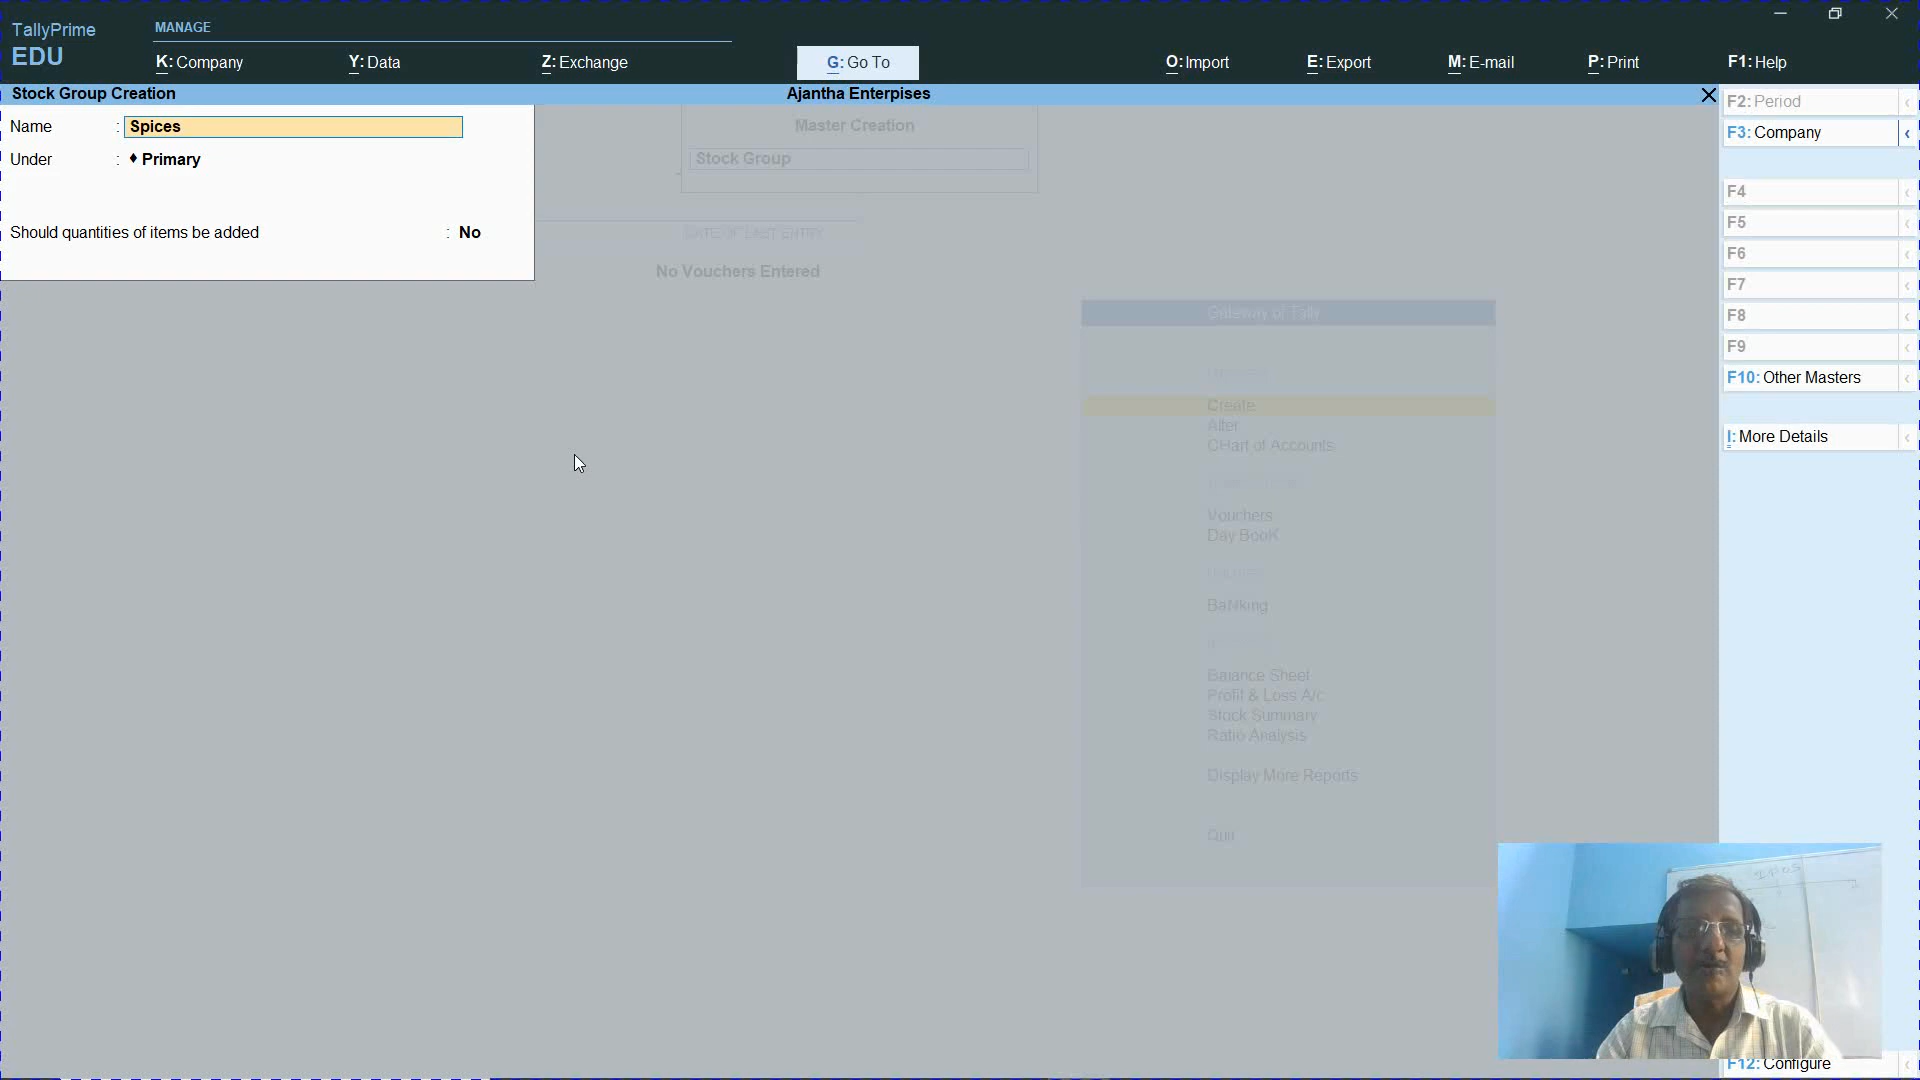 TallyPrime
EDU
MANAGE
K: Company
Y: Data
Z: Exchange
G: Go To
O: Import
E: Export
M: E-mail
P: Print
F1: Help
Stock Group Creation
Ajantha Enterpises
Name : Spices
Under : ♦ Primary
Should quantities of items be added : No
Master Creation
Stock Group
DATE OF LAST ENTRY
No Vouchers Entered
Gateway of Tally
Create
Alter
CHart of Accounts
Vouchers
Day BooK
BaNking
Balance Sheet
Profit & Loss A/c
Stock Summary
Ratio Analysis
Display More Reports
Quit
F2: Period
F3: Company
F4
F5
F6
F7
F8
F9
F10: Other Masters
I: More Details
F12: Configure